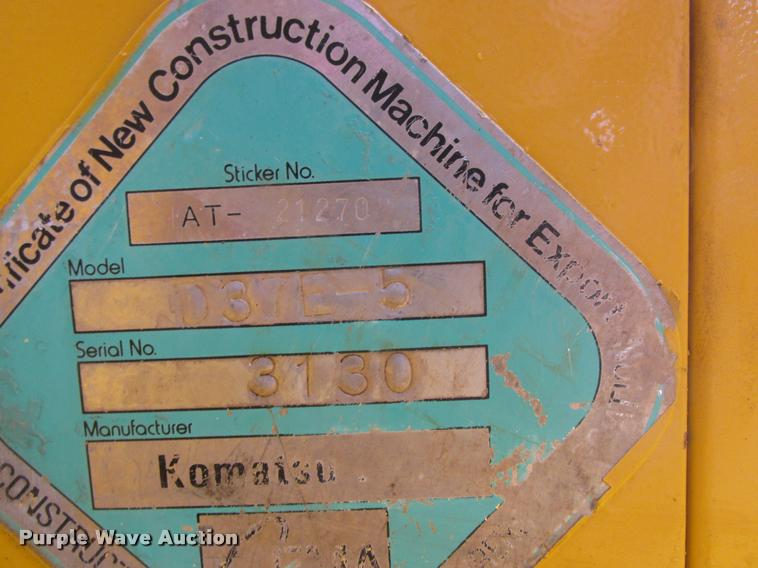 ificate of New Construction Machine for Export
Sticker No.
AT- 21270
Model
D37E-5
Serial No.
3130
Manufacturer
Komatsu
CONSTRUCT
Purple Wave Auction